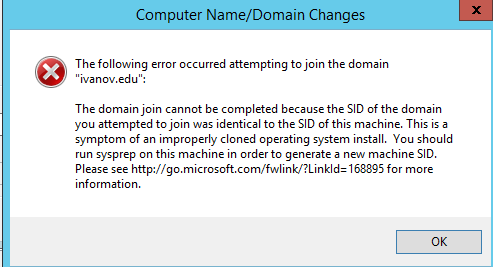 Computer Name/Domain Changes
x
The following error occurred attempting to join the domain
"ivanov.edu":
The domain join cannot be completed because the SID of the domain
you attempted to join was identical to the SID of this machine. This is a
symptom of an improperly cloned operating system install.  You should
run sysprep on this machine in order to generate a new machine SID.
Please see http://go.microsoft.com/fwlink/?LinkId=168895 for more
information.
OK